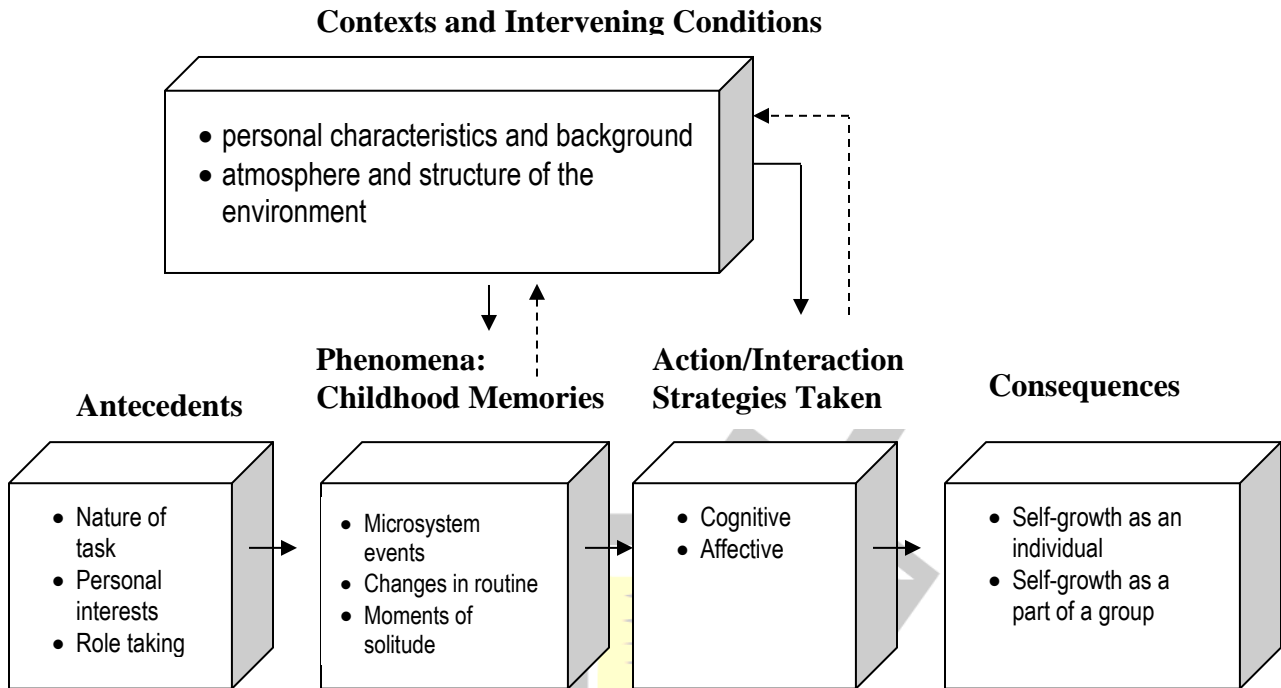 Contexts and Intervening Conditions
• personal characteristics and background
• atmosphere and structure of the
environment
Phenomena:
Childhood Memories
Action/Interaction
Strategies Taken
Consequences
Antecedents
• Nature of
task
• Personal
interests
• Role taking
• Microsystem
events
• Changes in routine
• Moments of
solitude
• Cognitive
• Affective
• Self-growth as an
individual
• Self-growth as a
part of a group